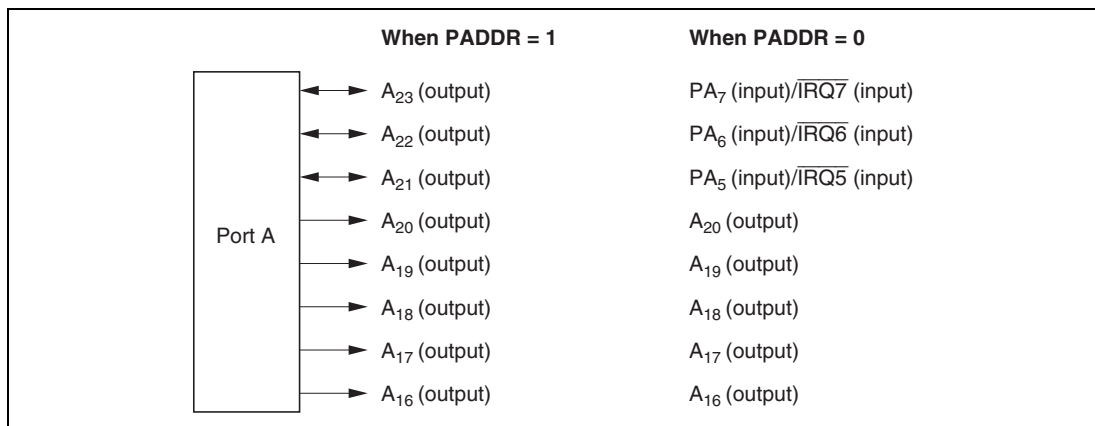 When PADDR = 1 When PADDR = 0
A23 (output) PA7 (input)/IRQ7 (input)
A22 (output) PA6 (input)/IRQ6 (input)
A21 (output) PA5 (input)/IRQ5 (input)
A20 (output) A20 (output)
Port A
A19 (output) A19 (output)
A18 (output) A18 (output)
A17 (output) A17 (output)
A16 (output) A16 (output)